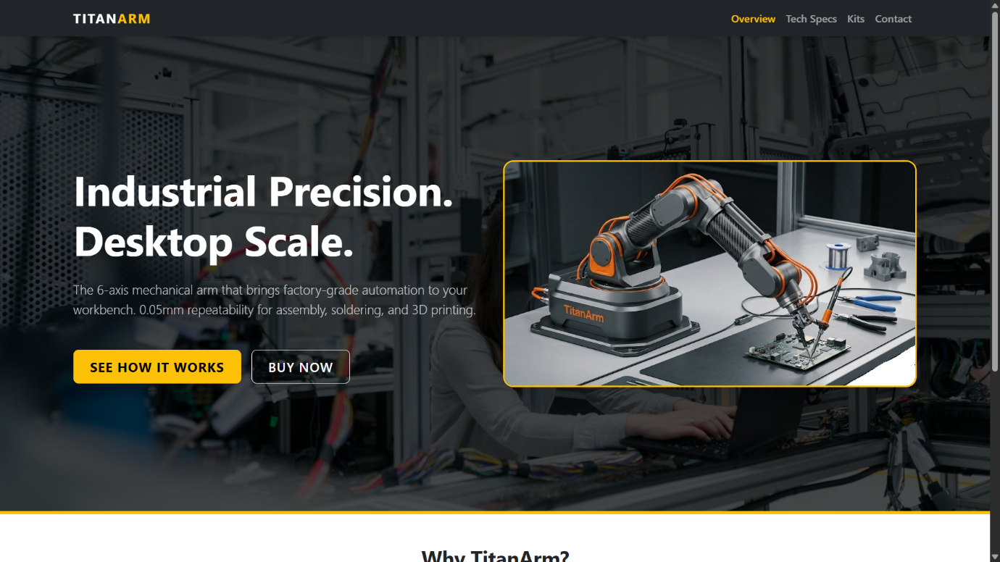 TITANARM
Overview Tech Specs Kits Contact
Industrial Precision.
Desktop Scale.
The 6-axis mechanical arm that brings factory-grade automation to your
workbench. 0.05mm repeatability for assembly, soldering, and 3D printing.
SEE HOW IT WORKS BUY NOW
TitanArm
Why TitanArm?